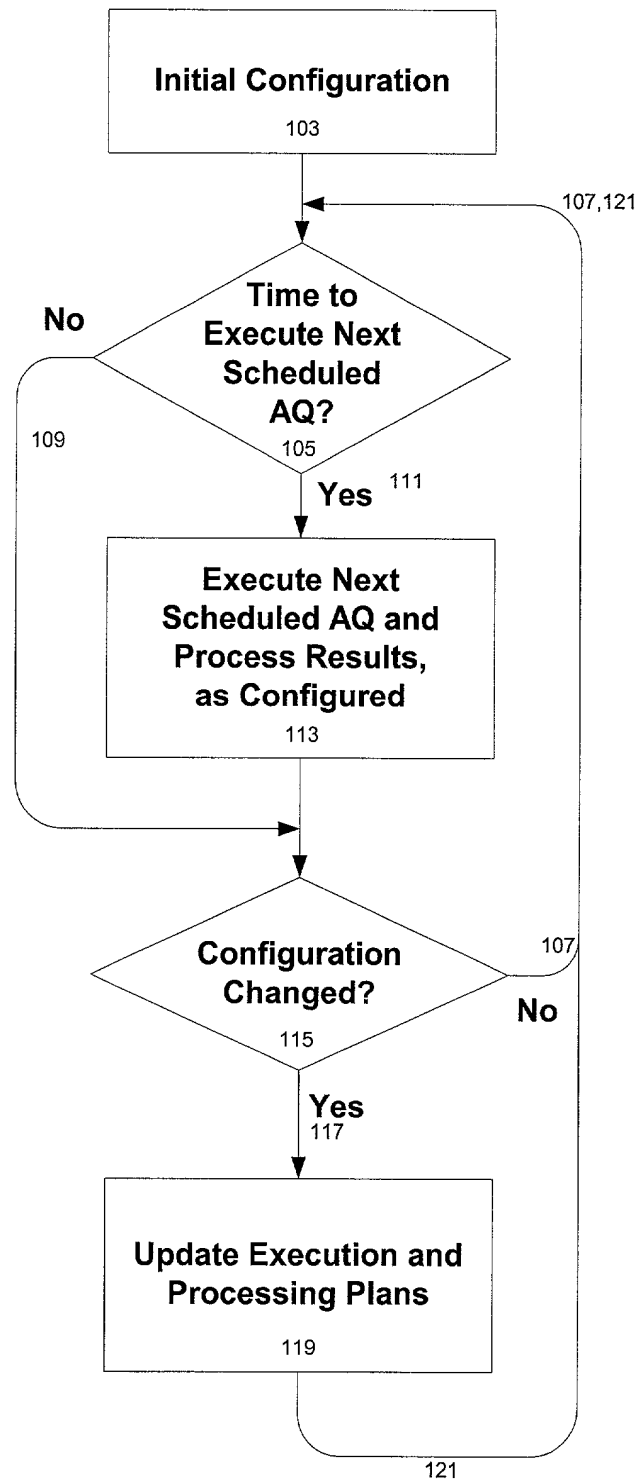 Initial Configuration
103
107,121
Time to
Execute Next
Scheduled
AQ?
105
No
109
Yes 111
Execute Next
Scheduled AQ and
Process Results,
as Configured
113
Configuration
Changed?
115
107
No
Yes
117
Update Execution and
Processing Plans
119
121